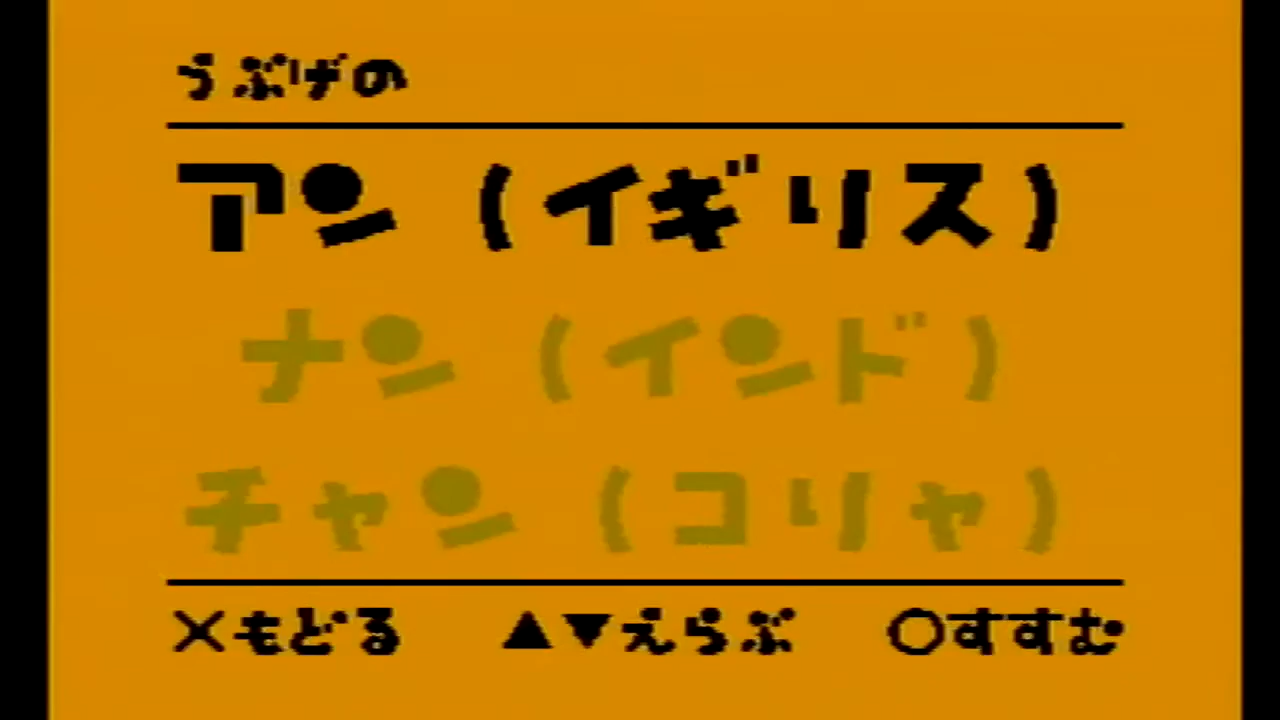 うぶげの
アン（イギリス）
ナン（インド）
チャン（コリャ）
×もどる ▲▼えらぶ ○すすむ